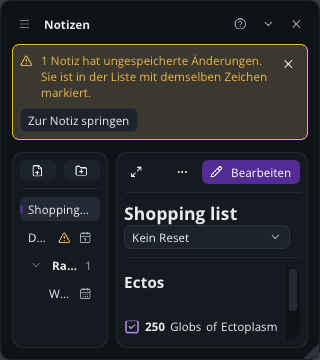 Notizen
1 Notiz hat ungespeicherte Änderungen.
Sie ist in der Liste mit demselben Zeichen
markiert.
Zur Notiz springen
Bearbeiten
Shopping...
D...
Ra...
1
W...
Shopping list
Kein Reset
Ectos
250 Globs of Ectoplasm